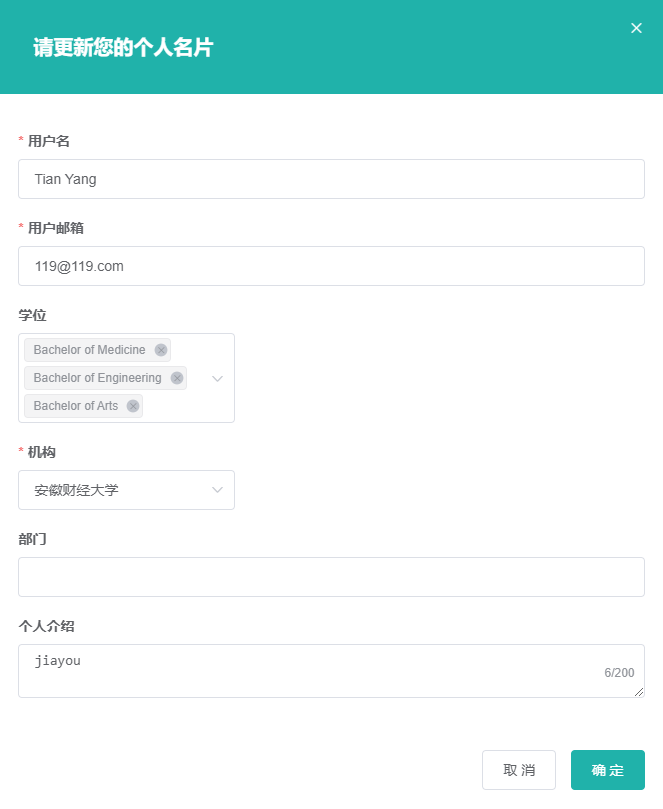 请更新您的个人名片
* 用户名
Tian Yang
* 用户邮箱
119@119.com
学位
Bachelor of Medicine
Bachelor of Engineering
Bachelor of Arts
* 机构
安徽财经大学
部门
个人介绍
jiayou
6/200
取消 确定